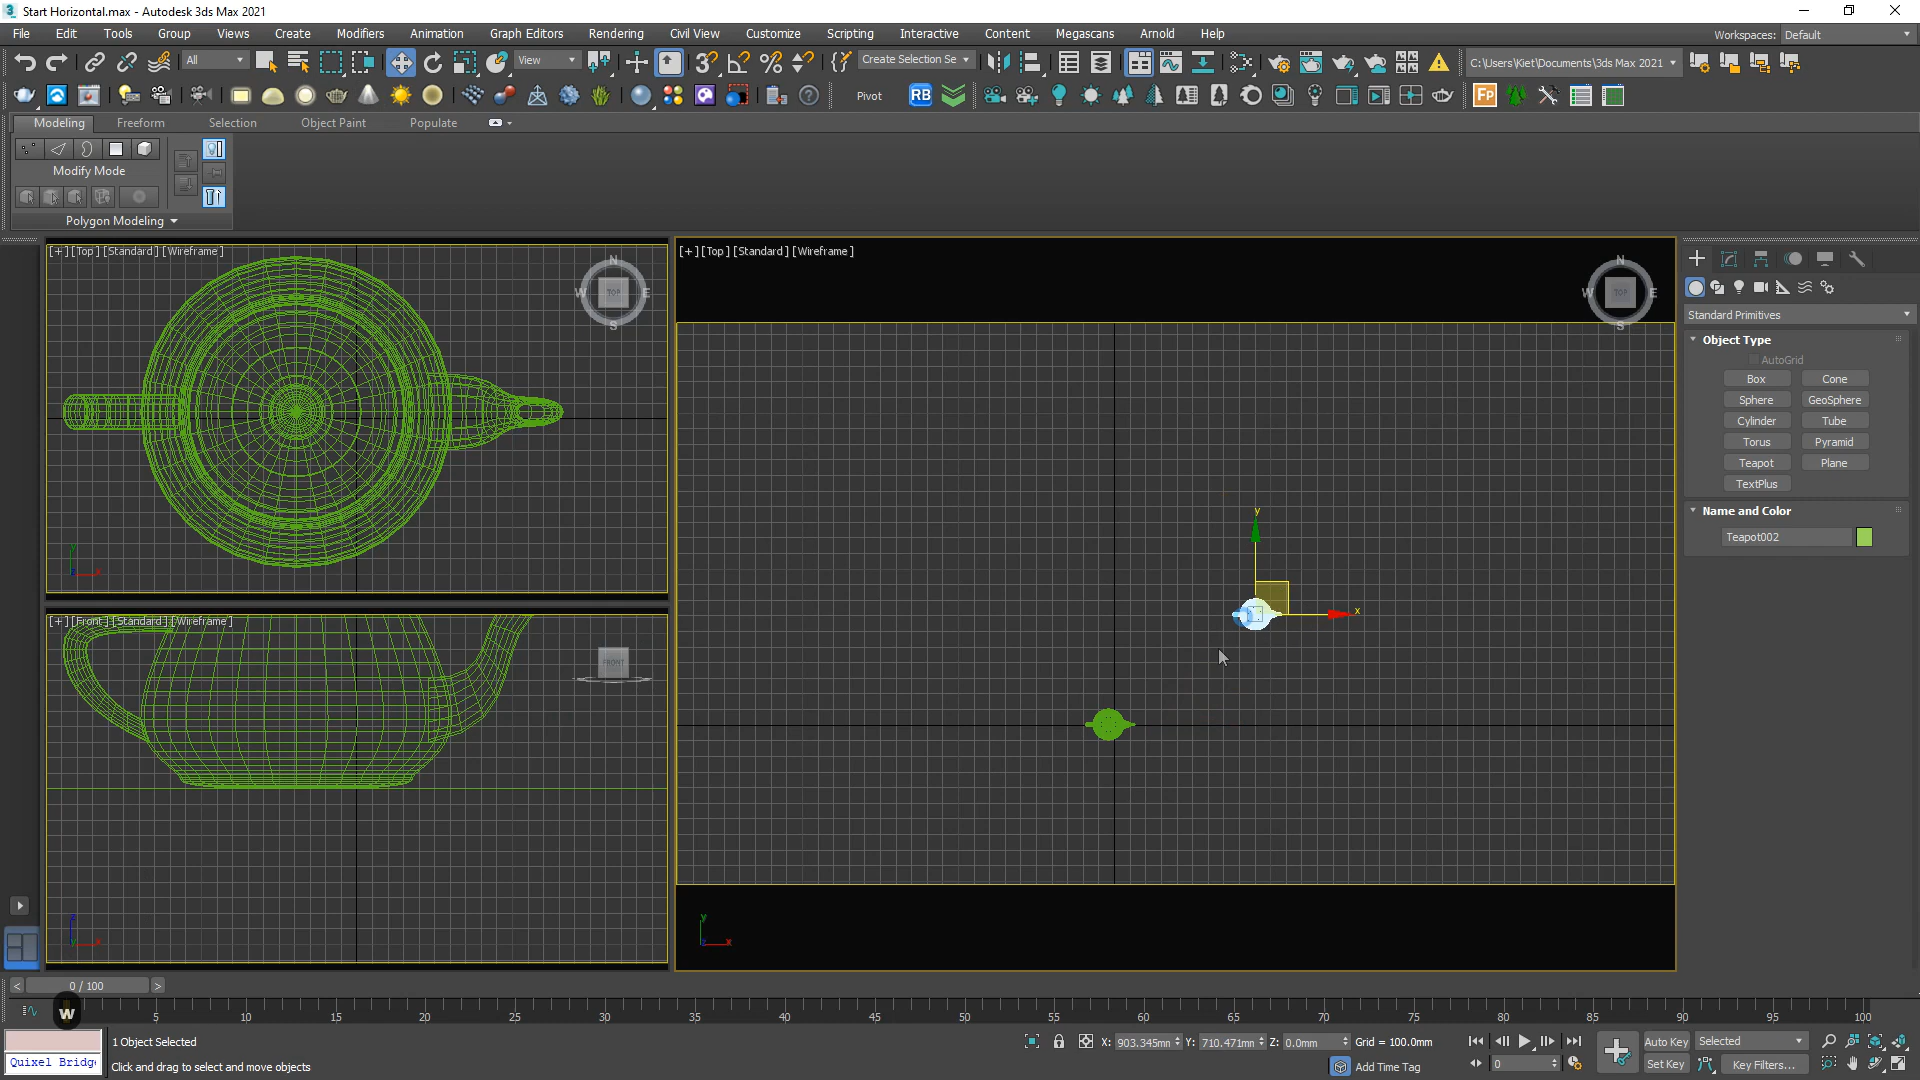 Start Horizontal.max - Autodesk 3ds Max 2021
File Edit Tools Group Views Create Modifiers Animation Graph Editors Rendering Civil View Customize Scripting Interactive Content Megascans Arnold Help
Workspaces: Default
All View Create Selection Se C:\Users\Kiet\Documents\3ds Max 2021
Pivot RB Fp
Modeling Freeform Selection Object Paint Populate
Modify Mode
Polygon Modeling
[+] [Top] [Standard] [Wireframe]
N
W TOP E
S
y
x
[+] [Front] [Standard] [Wireframe]
FRONT
z
y x
[+] [Top] [Standard] [Wireframe]
N
W TOP E
S
y
x
y
z x
Standard Primitives
Object Type
AutoGrid
Box Cone
Sphere GeoSphere
Cylinder Tube
Torus Pyramid
Teapot Plane
TextPlus
Name and Color
Teapot002
< 0 / 100 >
w
5 10 15 20 25 30 35 40 45 50 55 60 65 70 75 80 85 90 95 100
1 Object Selected
X: 903.345mm Y: 710.471mm Z: 0.0mm Grid = 100.0mm
Auto Key Selected
Quixel Bridg
Click and drag to select and move objects
Add Time Tag
0
Set Key Key Filters...